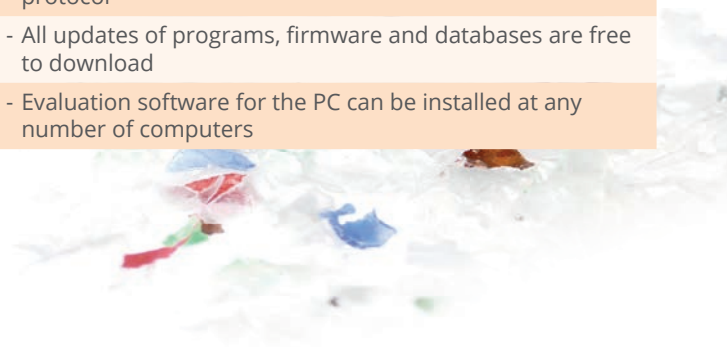 protocol
- All updates of programs, firmware and databases are free
to download
- Evaluation software for the PC can be installed at any
number of computers